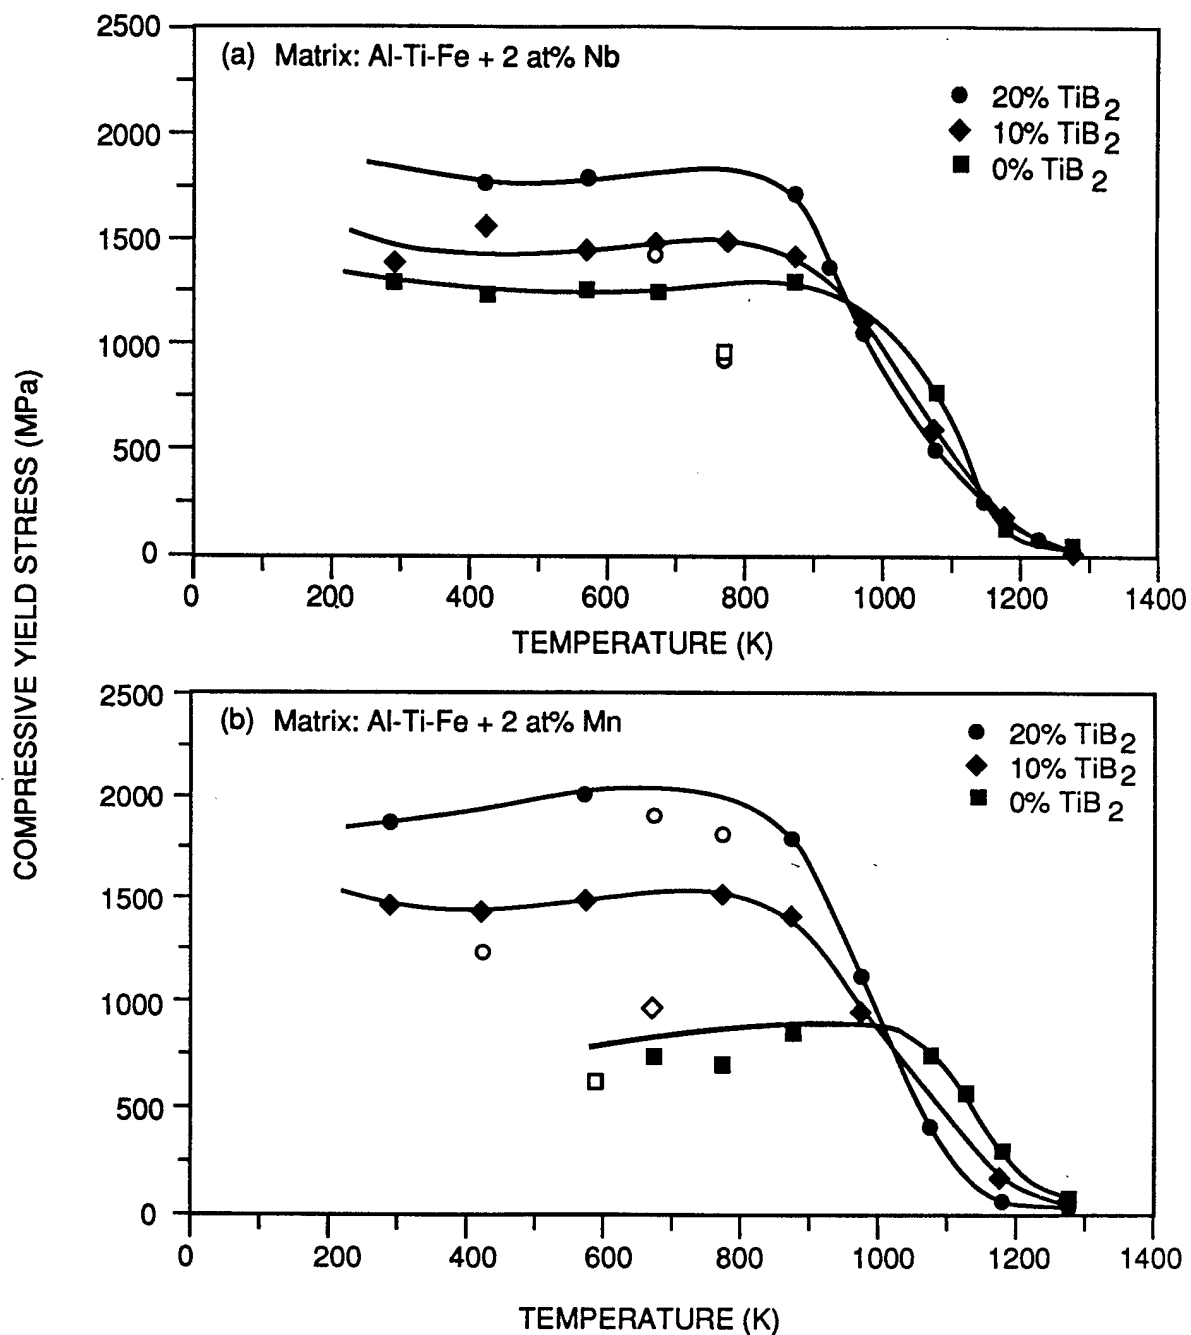 COMPRESSIVE YIELD STRESS (MPa)
2500
2000
1500
1000
500
0
(a) Matrix: Al-Ti-Fe + 2 at% Nb
20% TiB2
10% TiB2
0% TiB2
0 200 400 600 800 1000 1200 1400
TEMPERATURE (K)
2500
2000
1500
1000
500
0
(b) Matrix: Al-Ti-Fe + 2 at% Mn
20% TiB2
10% TiB2
0% TiB2
0 200 400 600 800 1000 1200 1400
TEMPERATURE (K)